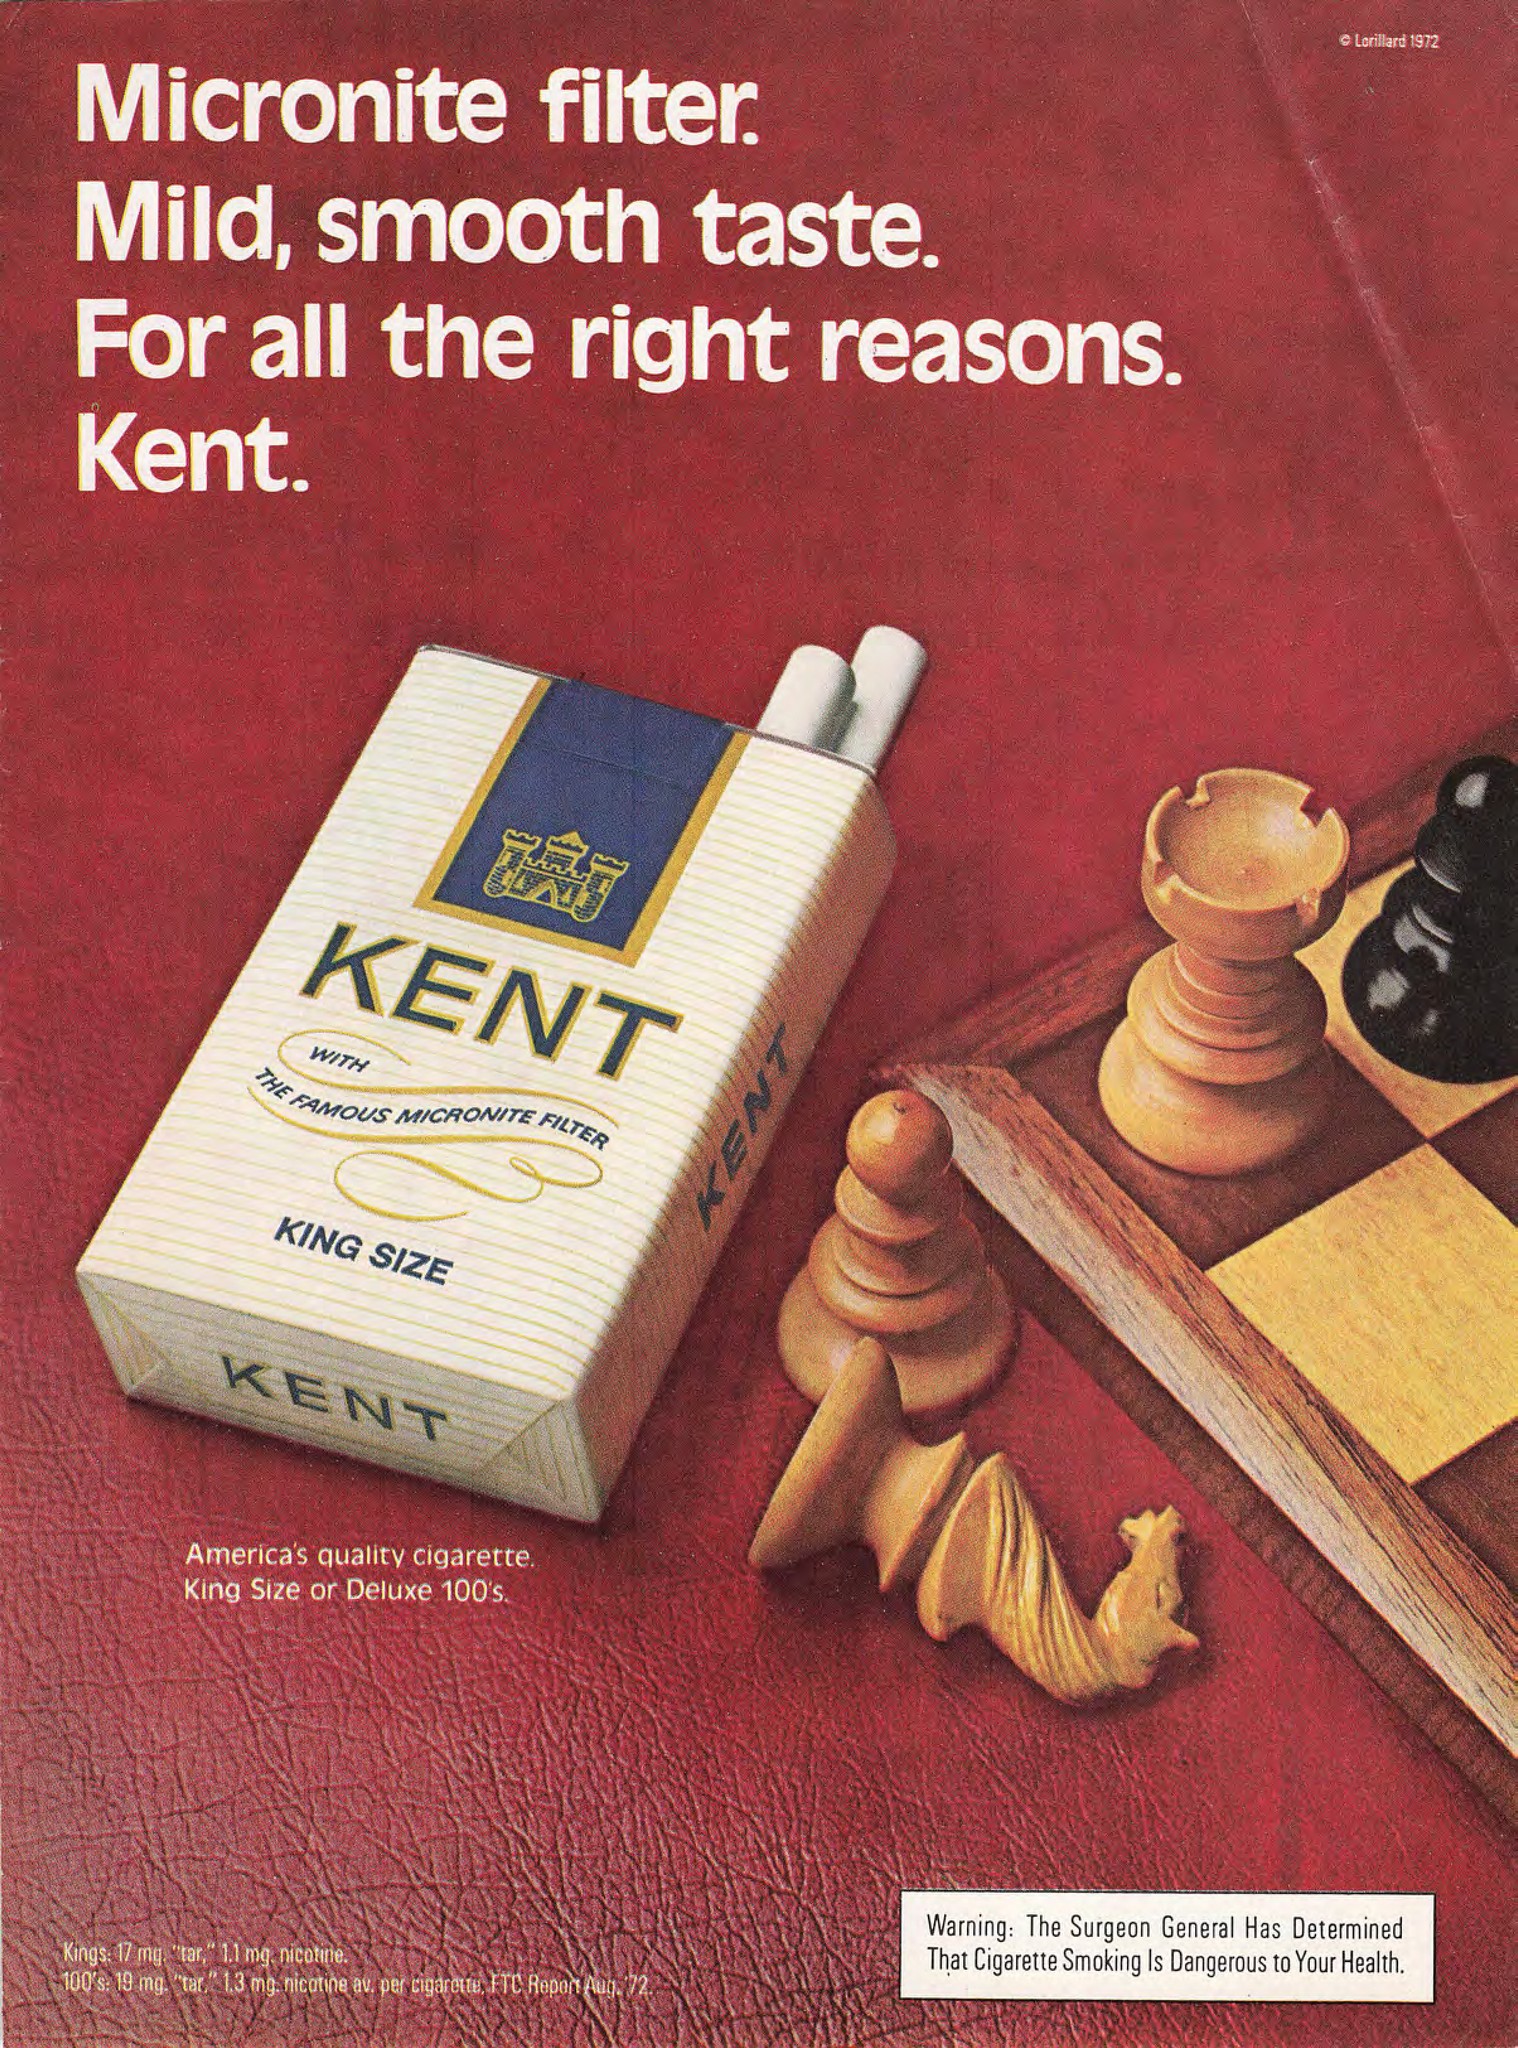 © Lorillard 1972
Micronite filter.
Mild, smooth taste.
For all the right reasons.
Kent.
KENT
WITH
THE FAMOUS MICRONITE FILTER
KING SIZE
KENT
KENT
America's quality cigarette.
King Size or Deluxe 100's.
Kings: 17 mg. "tar," 1.1 mg. nicotine.
100's: 19 mg. "tar," 1.3 mg. nicotine av. per cigarette, FTC Report Aug. '72.
Warning: The Surgeon General Has Determined
That Cigarette Smoking Is Dangerous to Your Health.